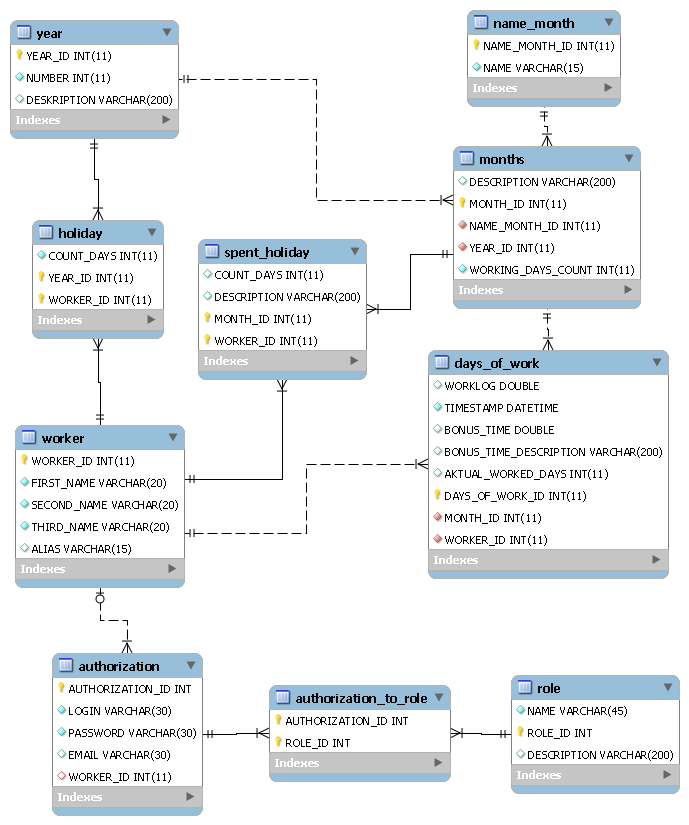 year
YEAR_ID INT(11)
NUMBER INT(11)
DESKRIPTION VARCHAR(200)
Indexes
name_month
NAME_MONTH_ID INT(11)
NAME VARCHAR(15)
Indexes
months
DESCRIPTION VARCHAR(200)
MONTH_ID INT(11)
NAME_MONTH_ID INT(11)
YEAR_ID INT(11)
WORKING_DAYS_COUNT INT(11)
Indexes
holiday
COUNT_DAYS INT(11)
YEAR_ID INT(11)
WORKER_ID INT(11)
Indexes
spent_holiday
COUNT_DAYS INT(11)
DESCRIPTION VARCHAR(200)
MONTH_ID INT(11)
WORKER_ID INT(11)
Indexes
days_of_work
WORKLOG DOUBLE
TIMESTAMP DATETIME
BONUS_TIME DOUBLE
BONUS_TIME_DESCRIPTION VARCHAR(200)
AKTUAL_WORKED_DAYS INT(11)
DAYS_OF_WORK_ID INT(11)
MONTH_ID INT(11)
WORKER_ID INT(11)
Indexes
worker
WORKER_ID INT(11)
FIRST_NAME VARCHAR(20)
SECOND_NAME VARCHAR(20)
THIRD_NAME VARCHAR(20)
ALIAS VARCHAR(15)
Indexes
authorization
AUTHORIZATION_ID INT
LOGIN VARCHAR(30)
PASSWORD VARCHAR(30)
EMAIL VARCHAR(30)
WORKER_ID INT(11)
Indexes
authorization_to_role
AUTHORIZATION_ID INT
ROLE_ID INT
Indexes
role
NAME VARCHAR(45)
ROLE_ID INT
DESCRIPTION VARCHAR(200)
Indexes